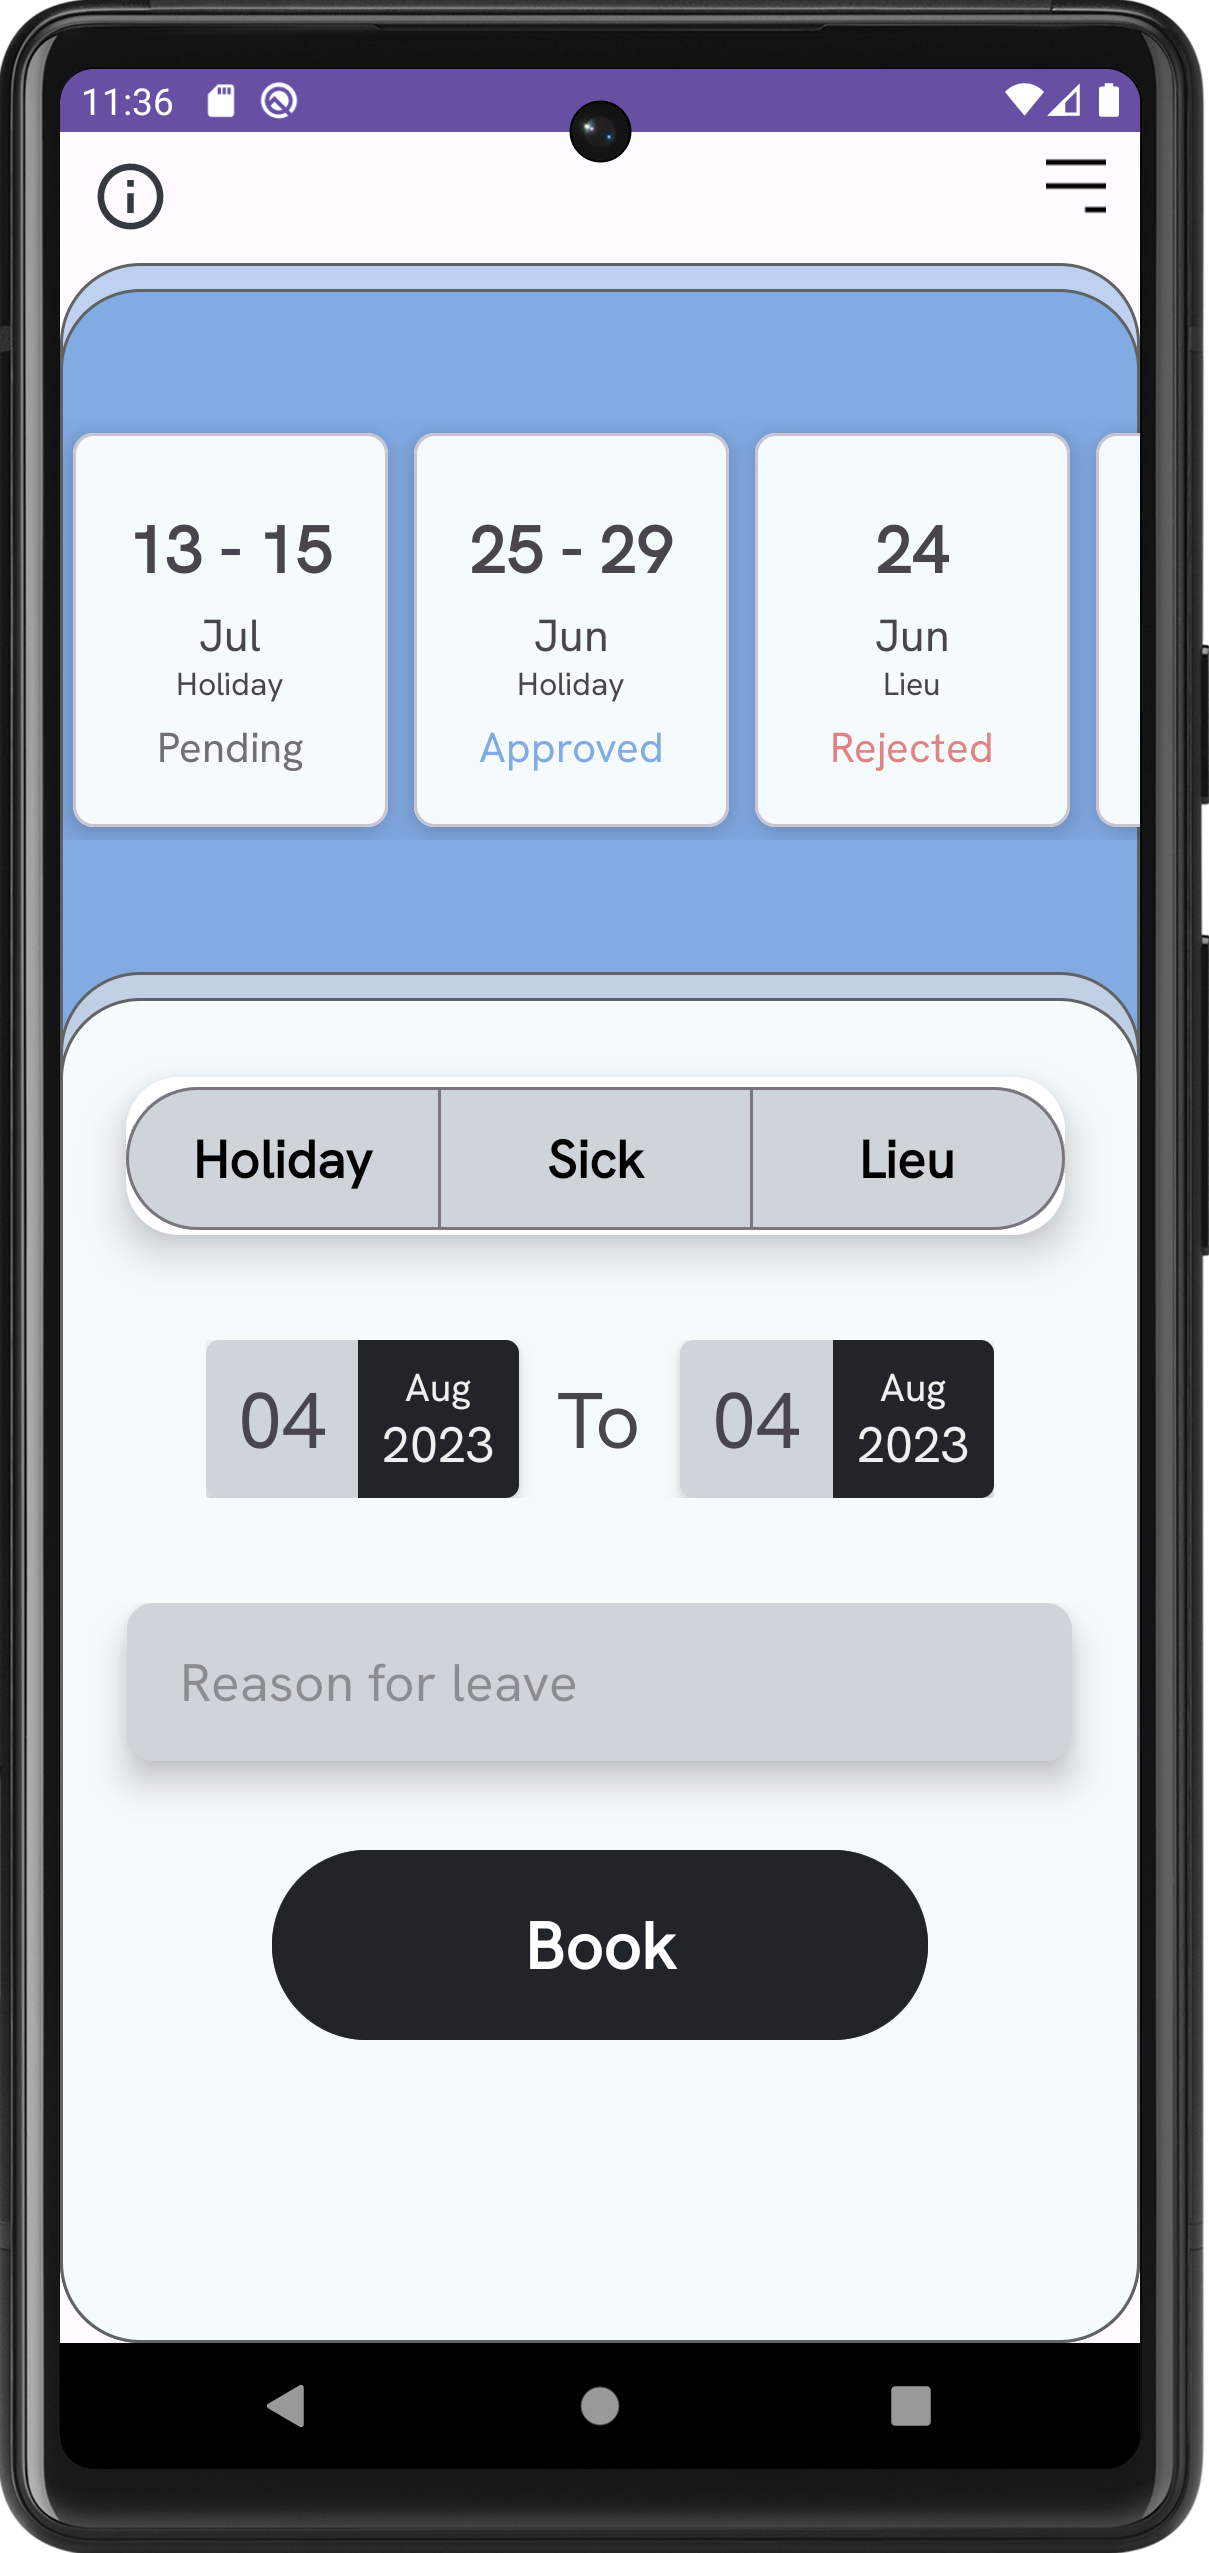 11:36
13 - 15
Jul
Holiday
Pending
25 - 29
Jun
Holiday
Approved
24
Jun
Lieu
Rejected
Holiday Sick Lieu
04 Aug 2023 To 04 Aug 2023
Reason for leave
Book